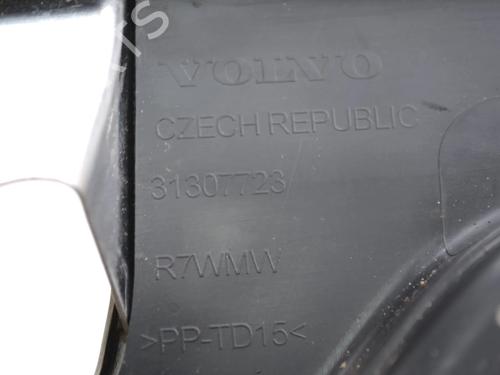 VOLVO
CZECH REPUBLIC
31307723
R7WMW
>PP-TD15<